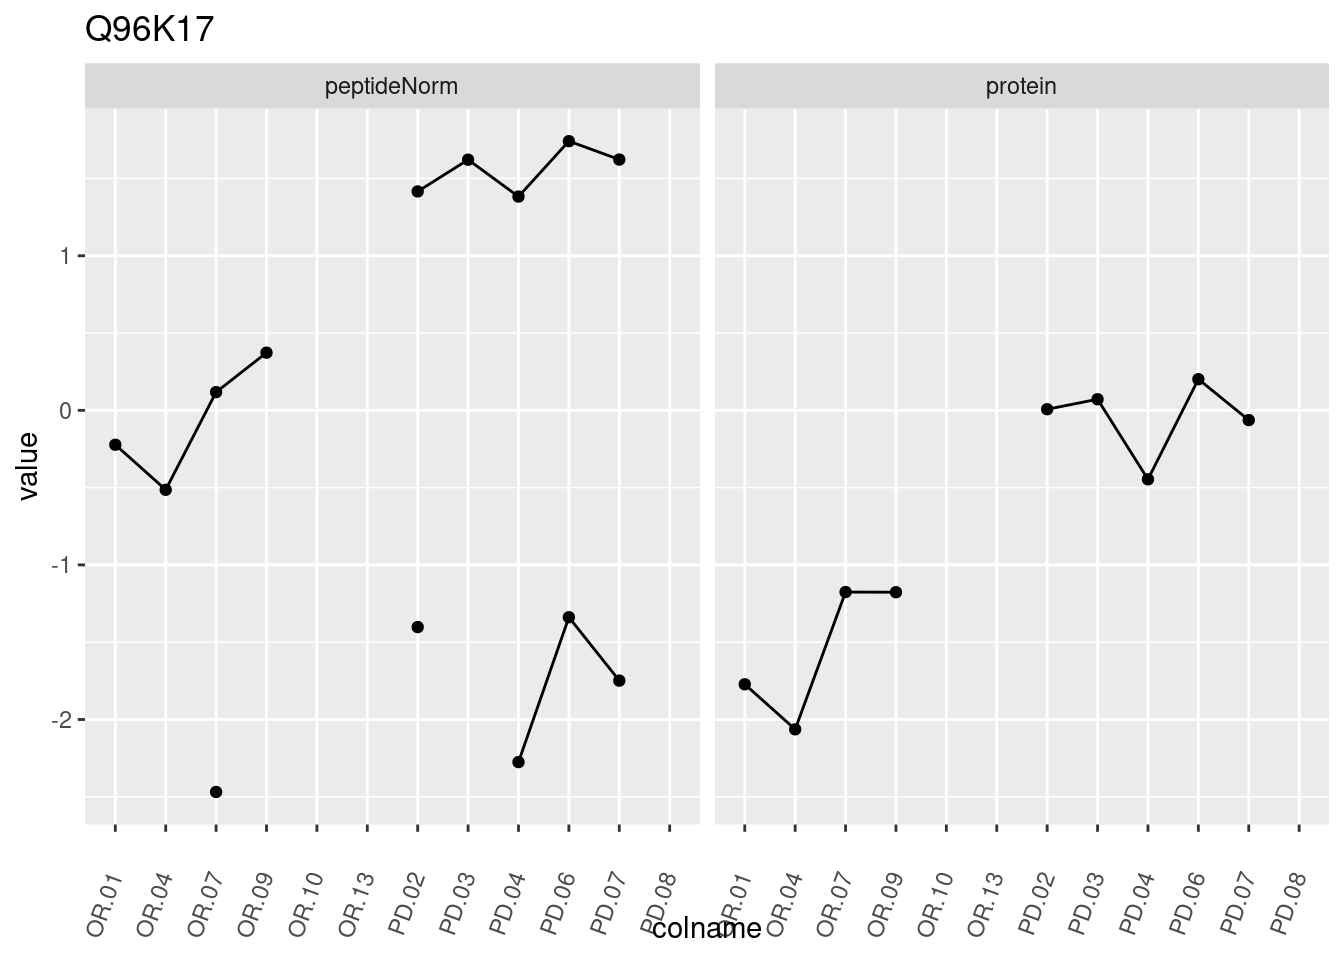 Q96K17
peptideNorm
protein
value
1
0
-1
-2
OR.01 OR.04 OR.07 OR.09 OR.10 OR.13 PD.02 PD.03 PD.04 PD.06 PD.07 PD.08
OR.01 OR.04 OR.07 OR.09 OR.10 OR.13 PD.02 PD.03 PD.04 PD.06 PD.07 PD.08
colname